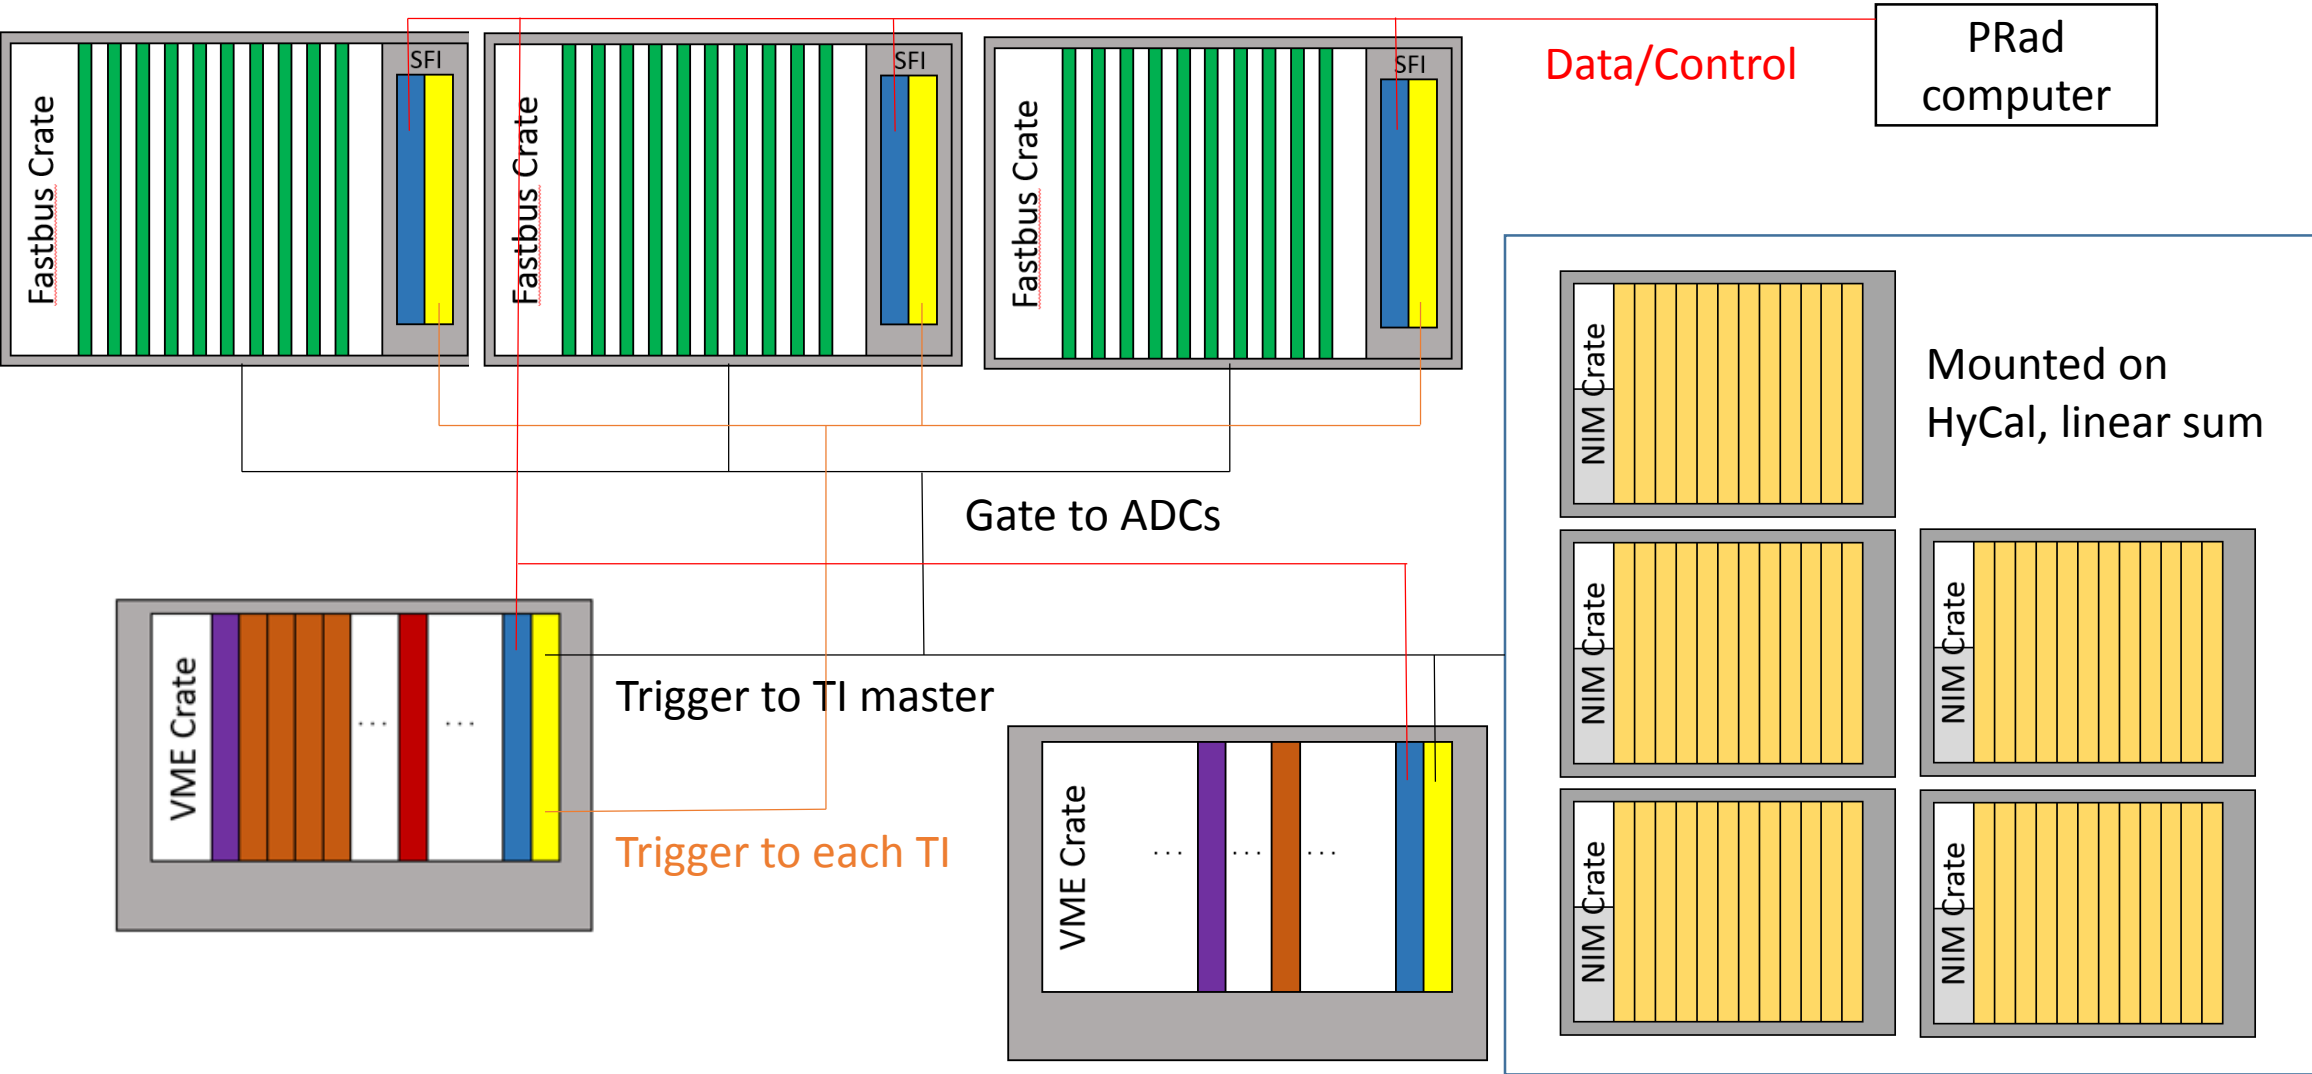 SFI
SFI
SFI
Fastbus Crate
Fastbus Crate
Fastbus Crate
Data/Control
PRad
computer
Mounted on
HyCal, linear sum
NIM Crate
NIM Crate
NIM Crate
NIM Crate
NIM Crate
Gate to ADCs
VME Crate
...
...
Trigger to TI master
Trigger to each TI
VME Crate
...
...
...